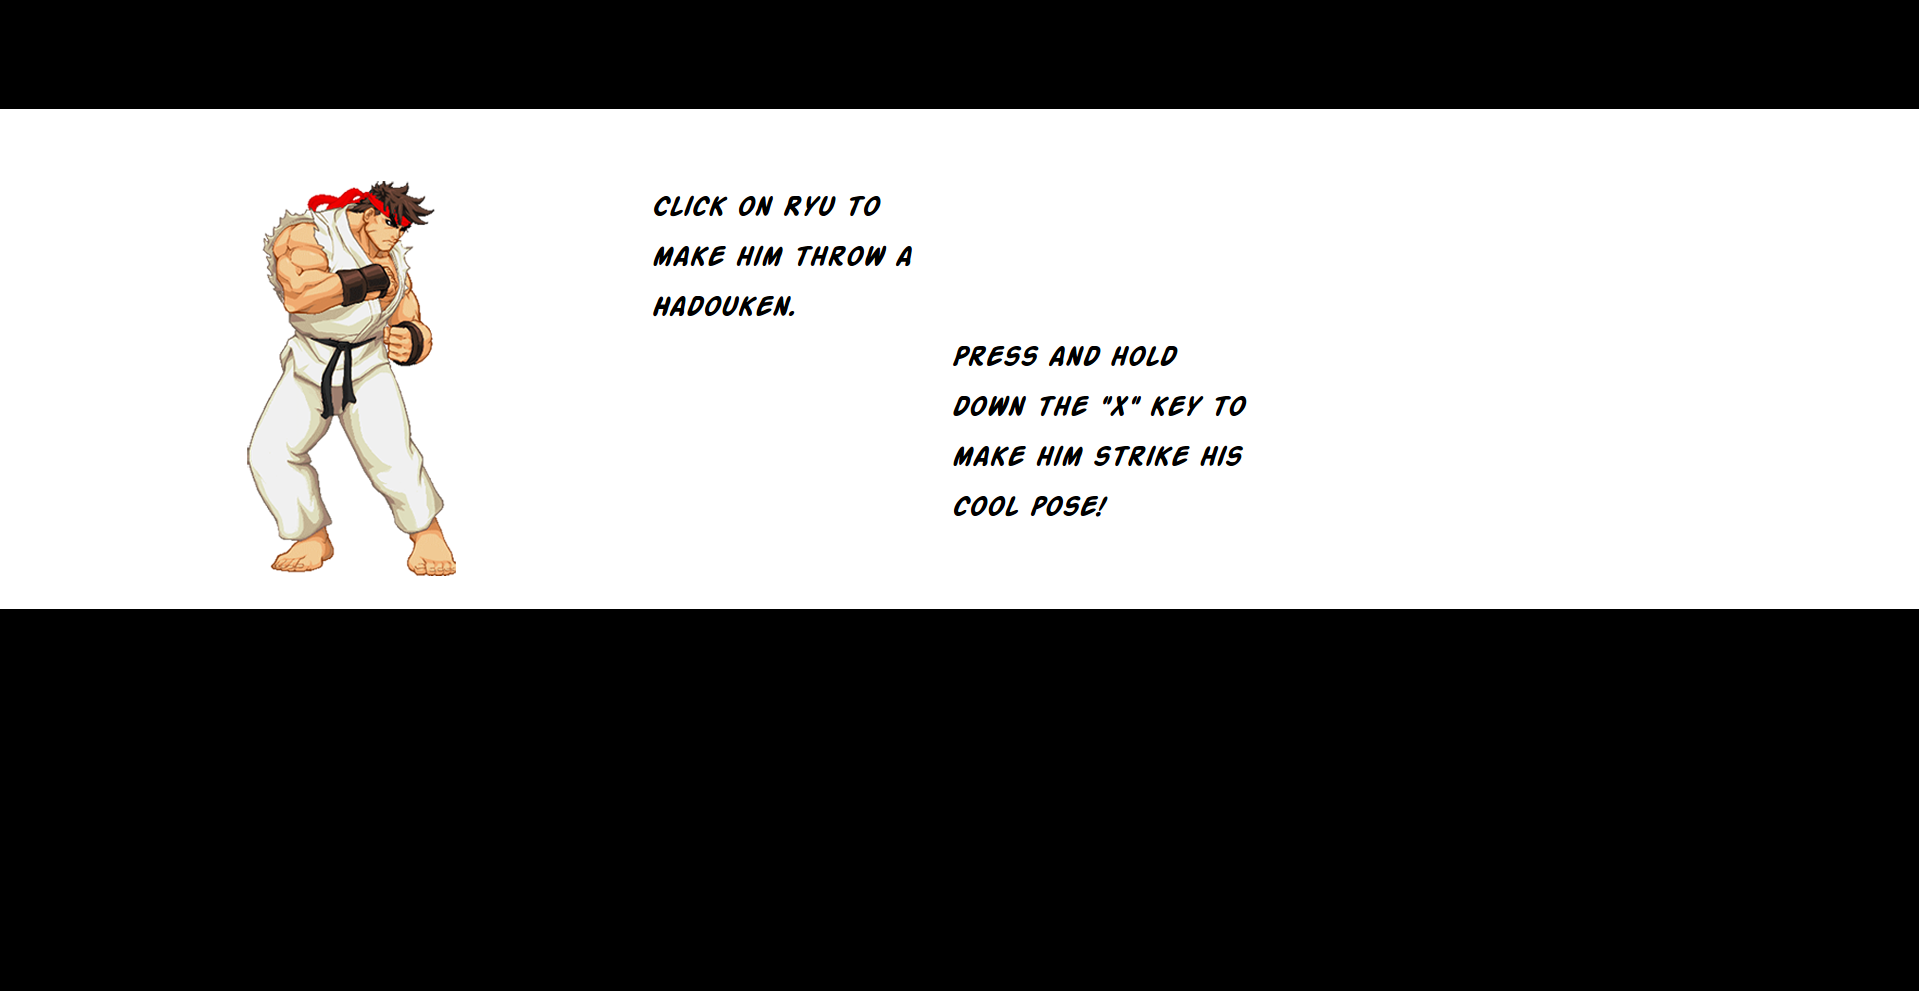 CLICK ON RYU TO
MAKE HIM THROW A
HADOUKEN.
PRESS AND HOLD
DOWN THE "X" KEY TO
MAKE HIM STRIKE HIS
COOL POSE!